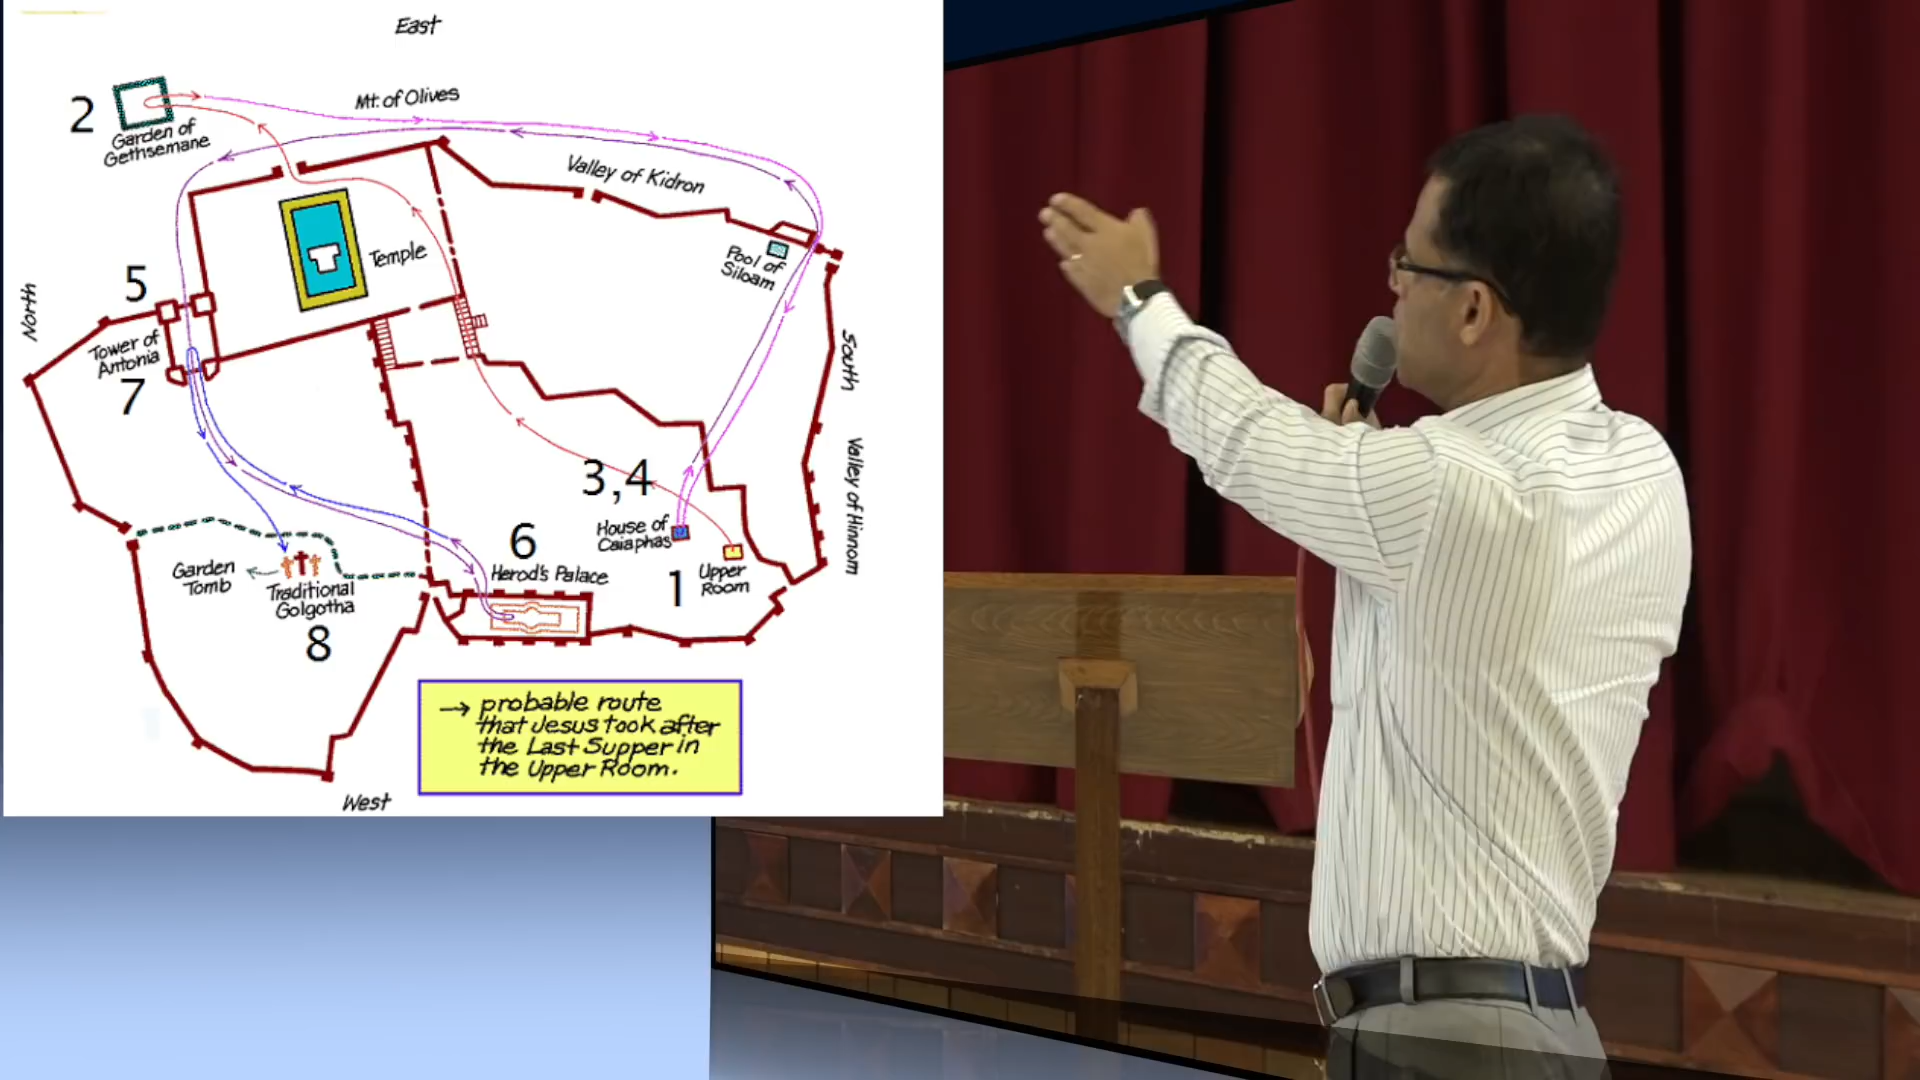 East
2
Mt. of Olives
Garden of
Gethsemane
Valley of Kidron
Temple
Pool of
Siloam
5
North
Tower of
Antonia
7
South
3,4
House of
Caiaphas
Valley of Hinnom
6
Herod's Palace
1
Upper
Room
Garden
Tomb
Traditional
Golgotha
8
→ probable route
that Jesus took after
the Last Supper in
the Upper Room.
West